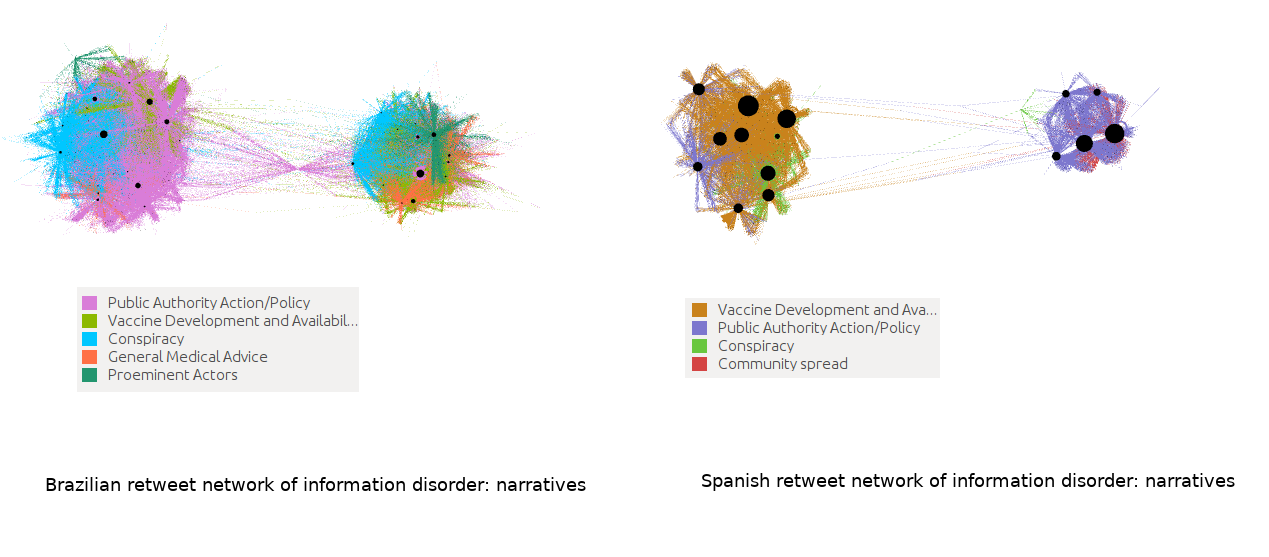 Public Authority Action/Policy
Vaccine Development and Availabil...
Conspiracy
General Medical Advice
Proeminent Actors
Vaccine Development and Ava...
Public Authority Action/Policy
Conspiracy
Community spread
Brazilian retweet network of information disorder: narratives
Spanish retweet network of information disorder: narratives